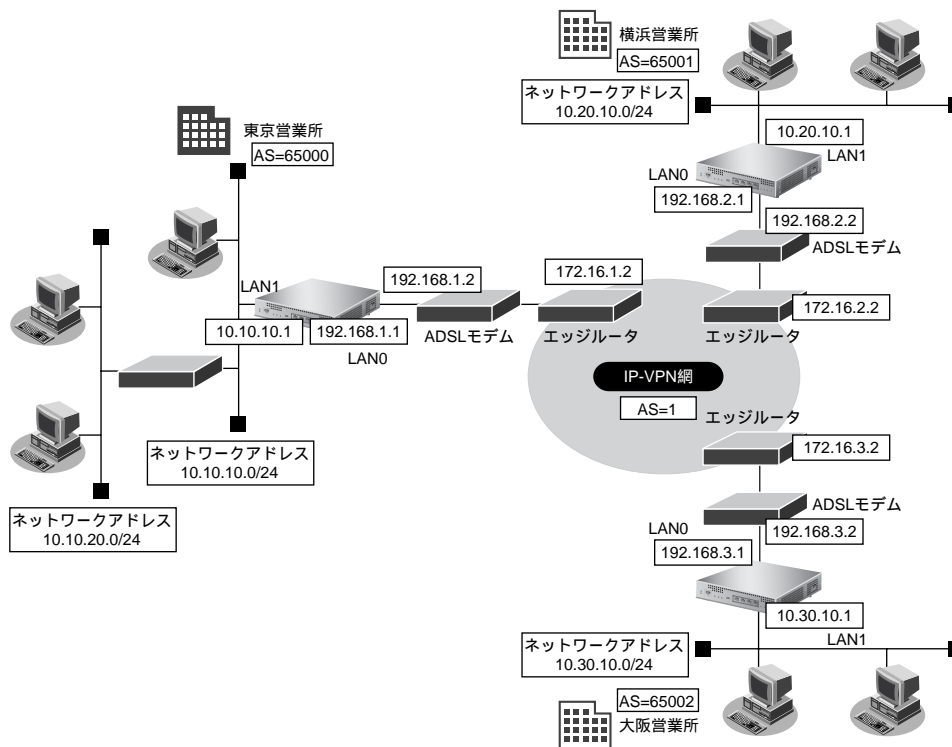 横浜営業所
AS=65001
ネットワークアドレス
10.20.10.0/24
10.20.10.1
LAN1
LAN0
192.168.2.1
192.168.2.2
ADSLモデム
172.16.2.2
エッジルータ
東京営業所
AS=65000
LAN1
10.10.10.1
192.168.1.1
LAN0
192.168.1.2
ADSLモデム
172.16.1.2
エッジルータ
ネットワークアドレス
10.10.10.0/24
ネットワークアドレス
10.10.20.0/24
IP-VPN網
AS=1
エッジルータ
172.16.3.2
ADSLモデム
192.168.3.2
LAN0
192.168.3.1
10.30.10.1
LAN1
ネットワークアドレス
10.30.10.0/24
AS=65002
大阪営業所